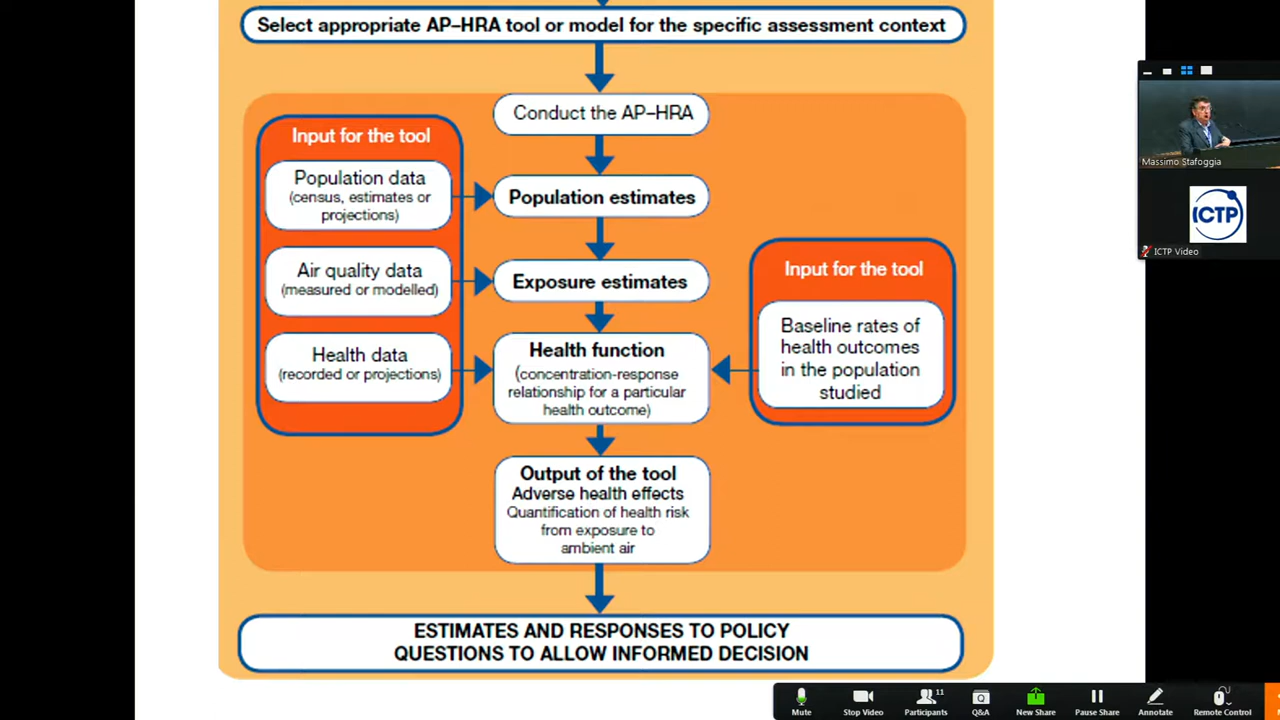 Select appropriate AP–HRA tool or model for the specific assessment context
Conduct the AP–HRA
Input for the tool
Population data
(census, estimates or
projections)
Population estimates
Air quality data
(measured or modelled)
Exposure estimates
Health data
(recorded or projections)
Health function
(concentration-response
relationship for a particular
health outcome)
Input for the tool
Baseline rates of
health outcomes
in the population
studied
Output of the tool
Adverse health effects
Quantification of health risk
from exposure to
ambient air
ESTIMATES AND RESPONSES TO POLICY
QUESTIONS TO ALLOW INFORMED DECISION
Massimo Stafoggia
ICTP
ICTP Video
Mute
Stop Video
11
Participants
Q&A
New Share
Pause Share
Annotate
Remote Control